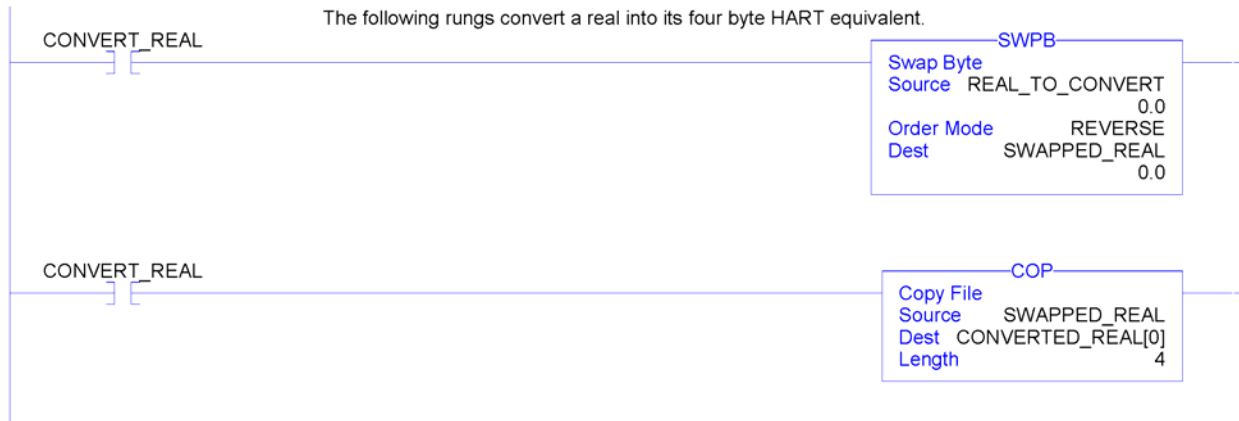 The following rungs convert a real into its four byte HART equivalent.
CONVERT_REAL
SWPB
Swap Byte
Source REAL_TO_CONVERT
0.0
Order Mode REVERSE
Dest SWAPPED_REAL
0.0
CONVERT_REAL
COP
Copy File
Source SWAPPED_REAL
Dest CONVERTED_REAL[0]
Length 4